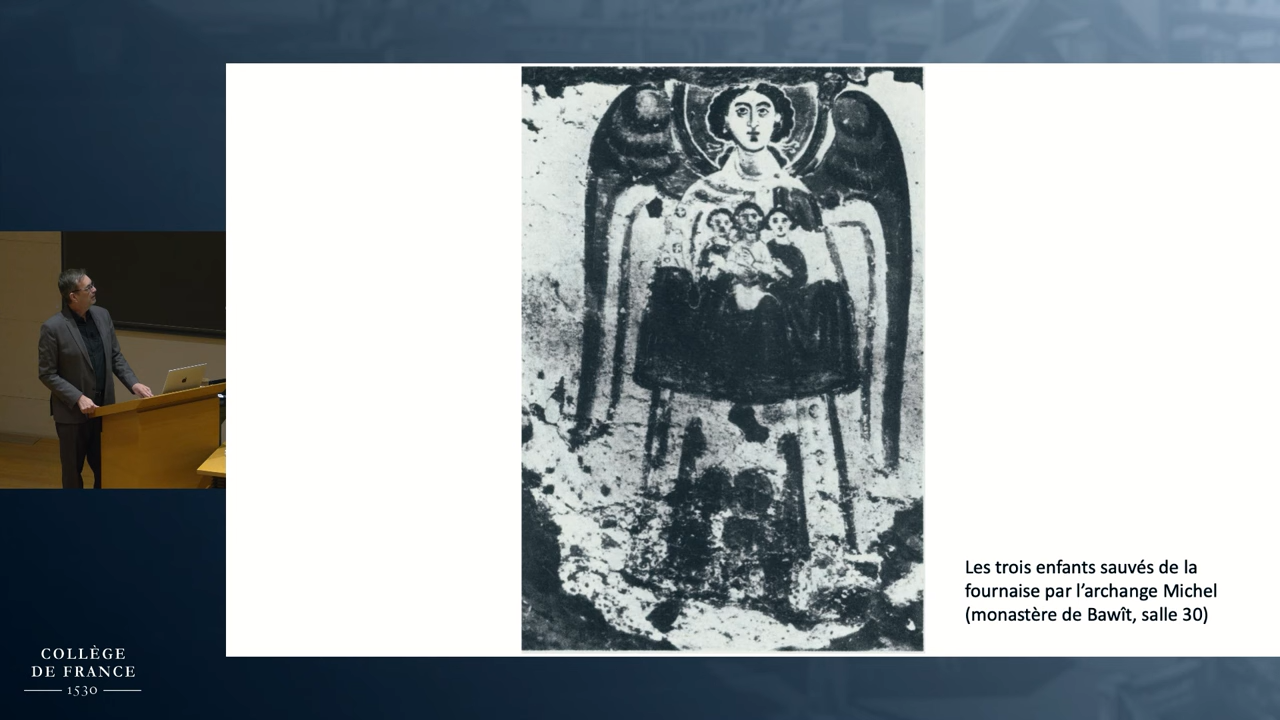 Les trois enfants sauvés de la
fournaise par l'archange Michel
(monastère de Bawît, salle 30)
COLLÈGE
DE FRANCE
1530